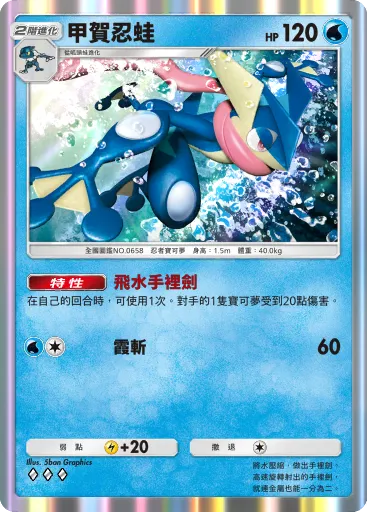 2階進化
甲賀忍蛙
HP 120
從呱頭蛙進化
全國圖鑑NO.0658 忍者寶可夢 身高:1.5m 體重:40.0kg
特性 飛水手裡劍
在自己的回合時,可使用1次。對手的1隻寶可夢受到20點傷害。
霞斬 60
弱點 +20 撤退
Illus. 5ban Graphics
將水壓縮,做出手裡劍。
高速旋轉射出的手裡劍,
就連金屬也能一分為二。